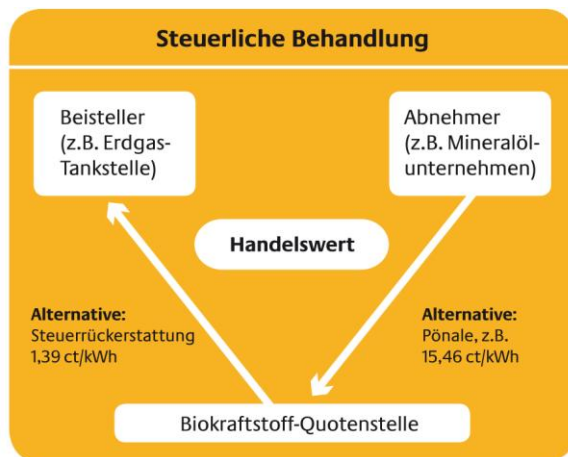 Steuerliche Behandlung
Beisteller
(z.B. Erdgas-
Tankstelle)
Abnehmer
(z.B. Mineralöl-
unternehmen)
Handelswert
Alternative:
Steuerrückerstattung
1,39 ct/kWh
Alternative:
Pönale, z.B.
15,46 ct/kWh
Biokraftstoff-Quotenstelle